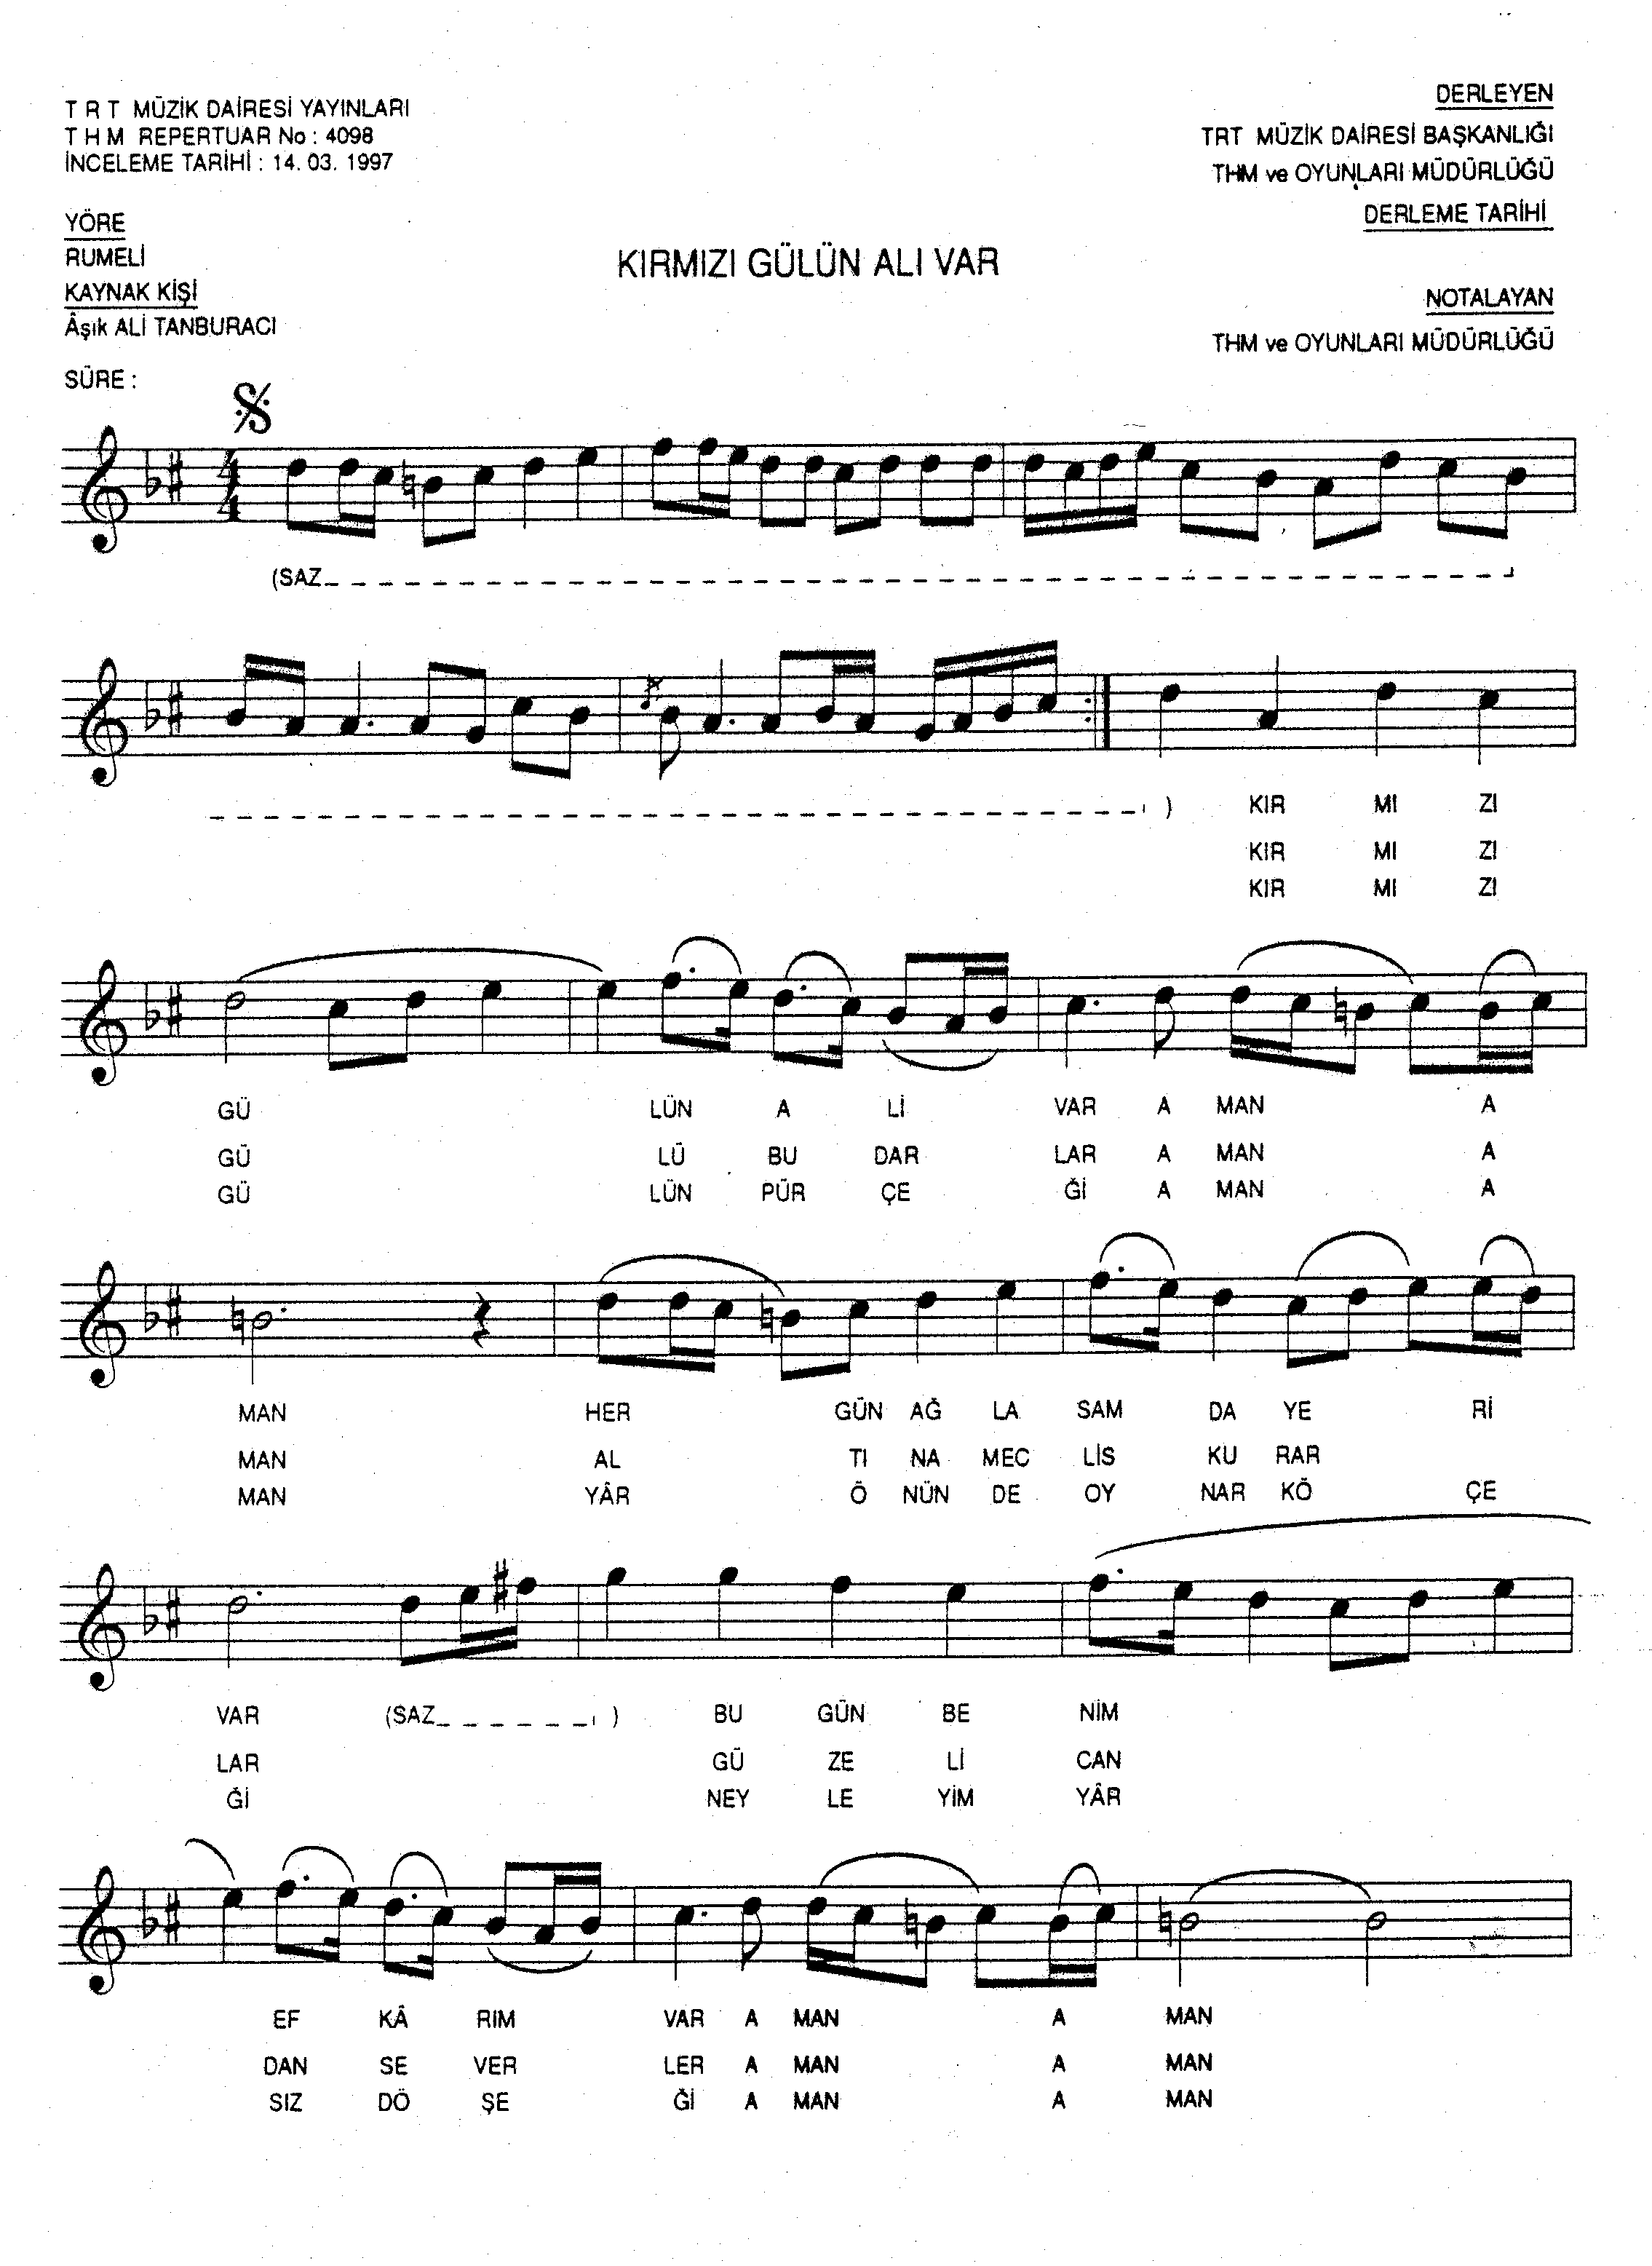 T R T MÜZİK DAİRESİ YAYINLARI
T H M REPERTUAR No : 4098
İNCELEME TARİHİ : 14. 03. 1997
YÖRE
RUMELİ
KAYNAK KİŞİ
Âşık ALİ TANBURACI
SÜRE :
DERLEYEN
TRT MÜZİK DAİRESİ BAŞKANLIĞI
THM ve OYUNLARI MÜDÜRLÜĞÜ
DERLEME TARİHİ
NOTALAYAN
THM ve OYUNLARI MÜDÜRLÜĞÜ
KIRMIZI GÜLÜN ALI VAR
4
4
(SAZ
) KIR MI ZI
KIR MI ZI
KIR MI ZI
GÜ LÜN A Lİ VAR A MAN A
GÜ LÜ BU DAR LAR A MAN A
GÜ LÜN PÜR ÇE Ğİ A MAN A
MAN HER GÜN AĞ LA SAM DA YE Rİ
MAN AL TI NA MEC LİS KU RAR
MAN YÂR Ö NÜN DE OY NAR KÖ ÇE
VAR (SAZ ) BU GÜN BE NİM
LAR GÜ ZE Lİ CAN
Ğİ NEY LE YİM YÂR
EF KÂ RIM VAR A MAN A MAN
DAN SE VER LER A MAN A MAN
SIZ DÖ ŞE Ğİ A MAN A MAN